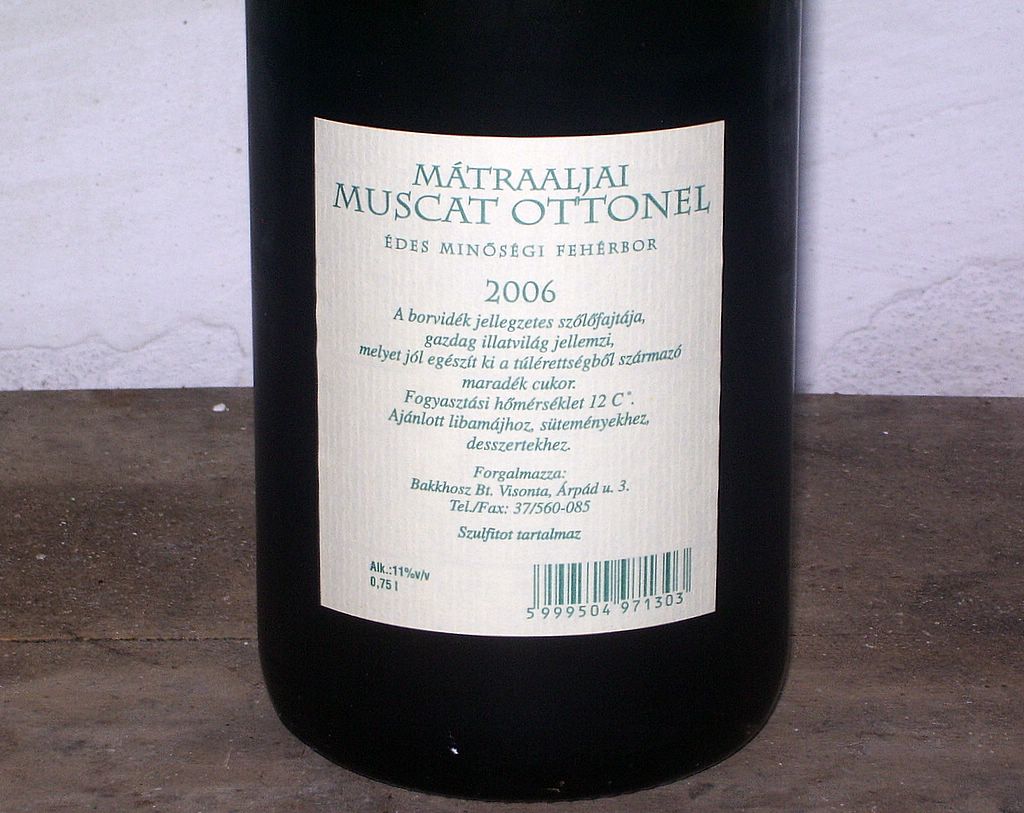 MÁTRAALJAI
MUSCAT OTTONEL
ÉDES MINŐSÉGI FEHÉRBOR
2006
A borvidék jellegzetes szőlőfajtája,
gazdag illatvilág jellemzi,
melyet jól egészít ki a túlérettségből származó
maradék cukor.
Fogyasztási hőmérséklet 12 C°.
Ajánlott libamájhoz, süteményekhez,
desszertekhez.
Forgalmazza:
Bakkhosz Bt. Visonta, Árpád u. 3.
Tel./Fax: 37/560-085
Szulfitot tartalmaz
Alk.:11%v/v
0,75 l
5 999504 971303